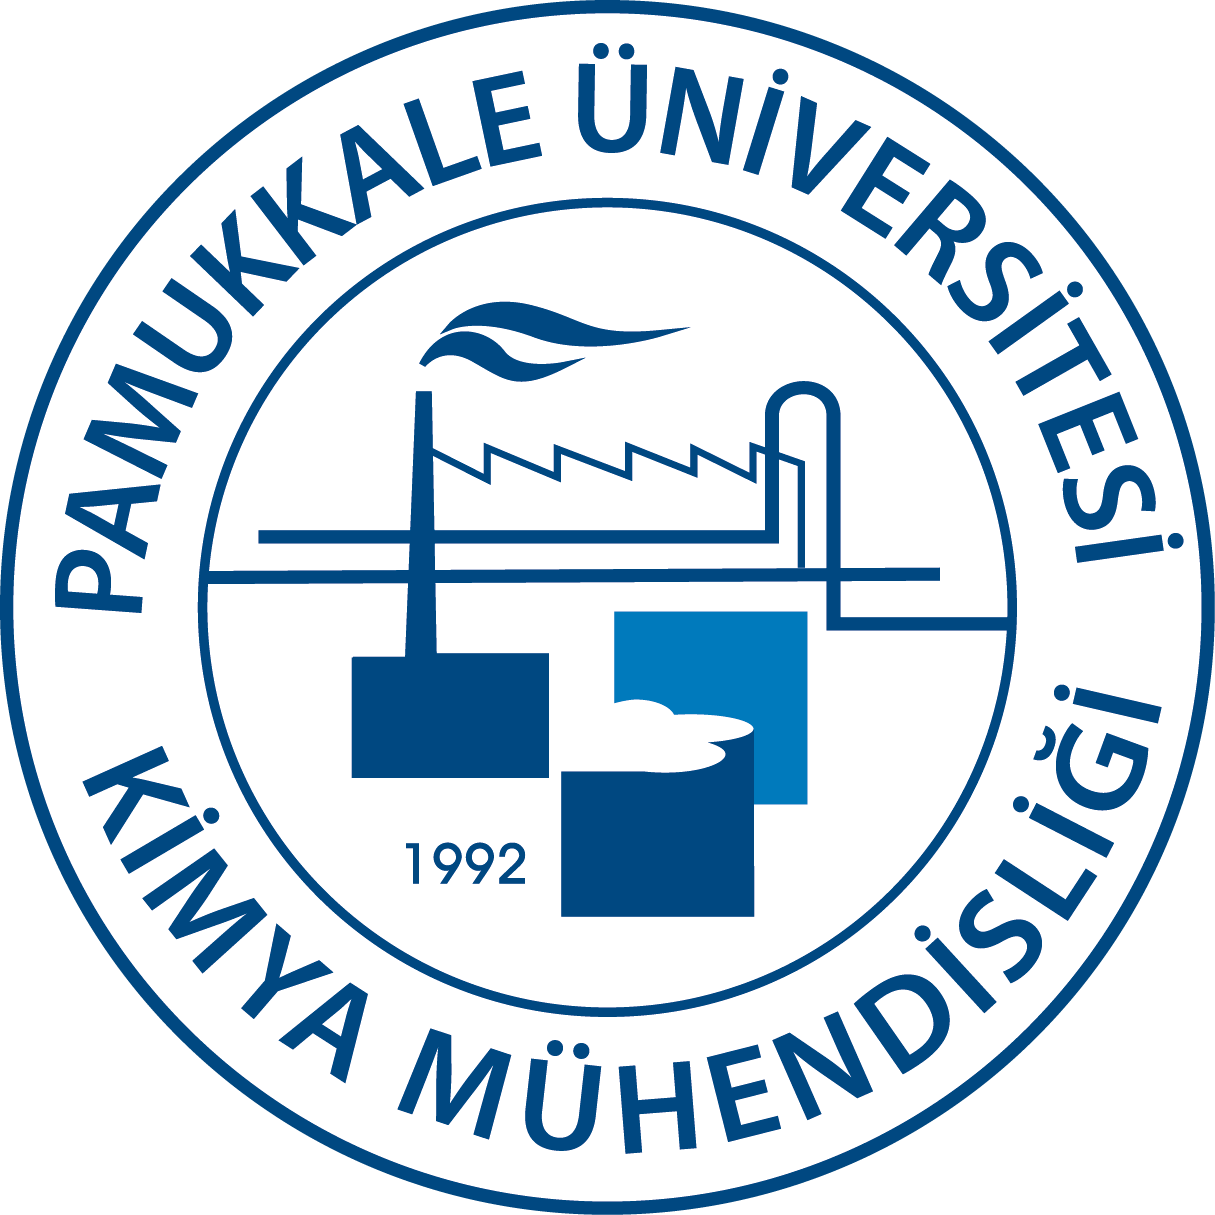 PAMUKKALE ÜNİVERSİTESİ
1992
KİMYA MÜHENDİSLİĞİ